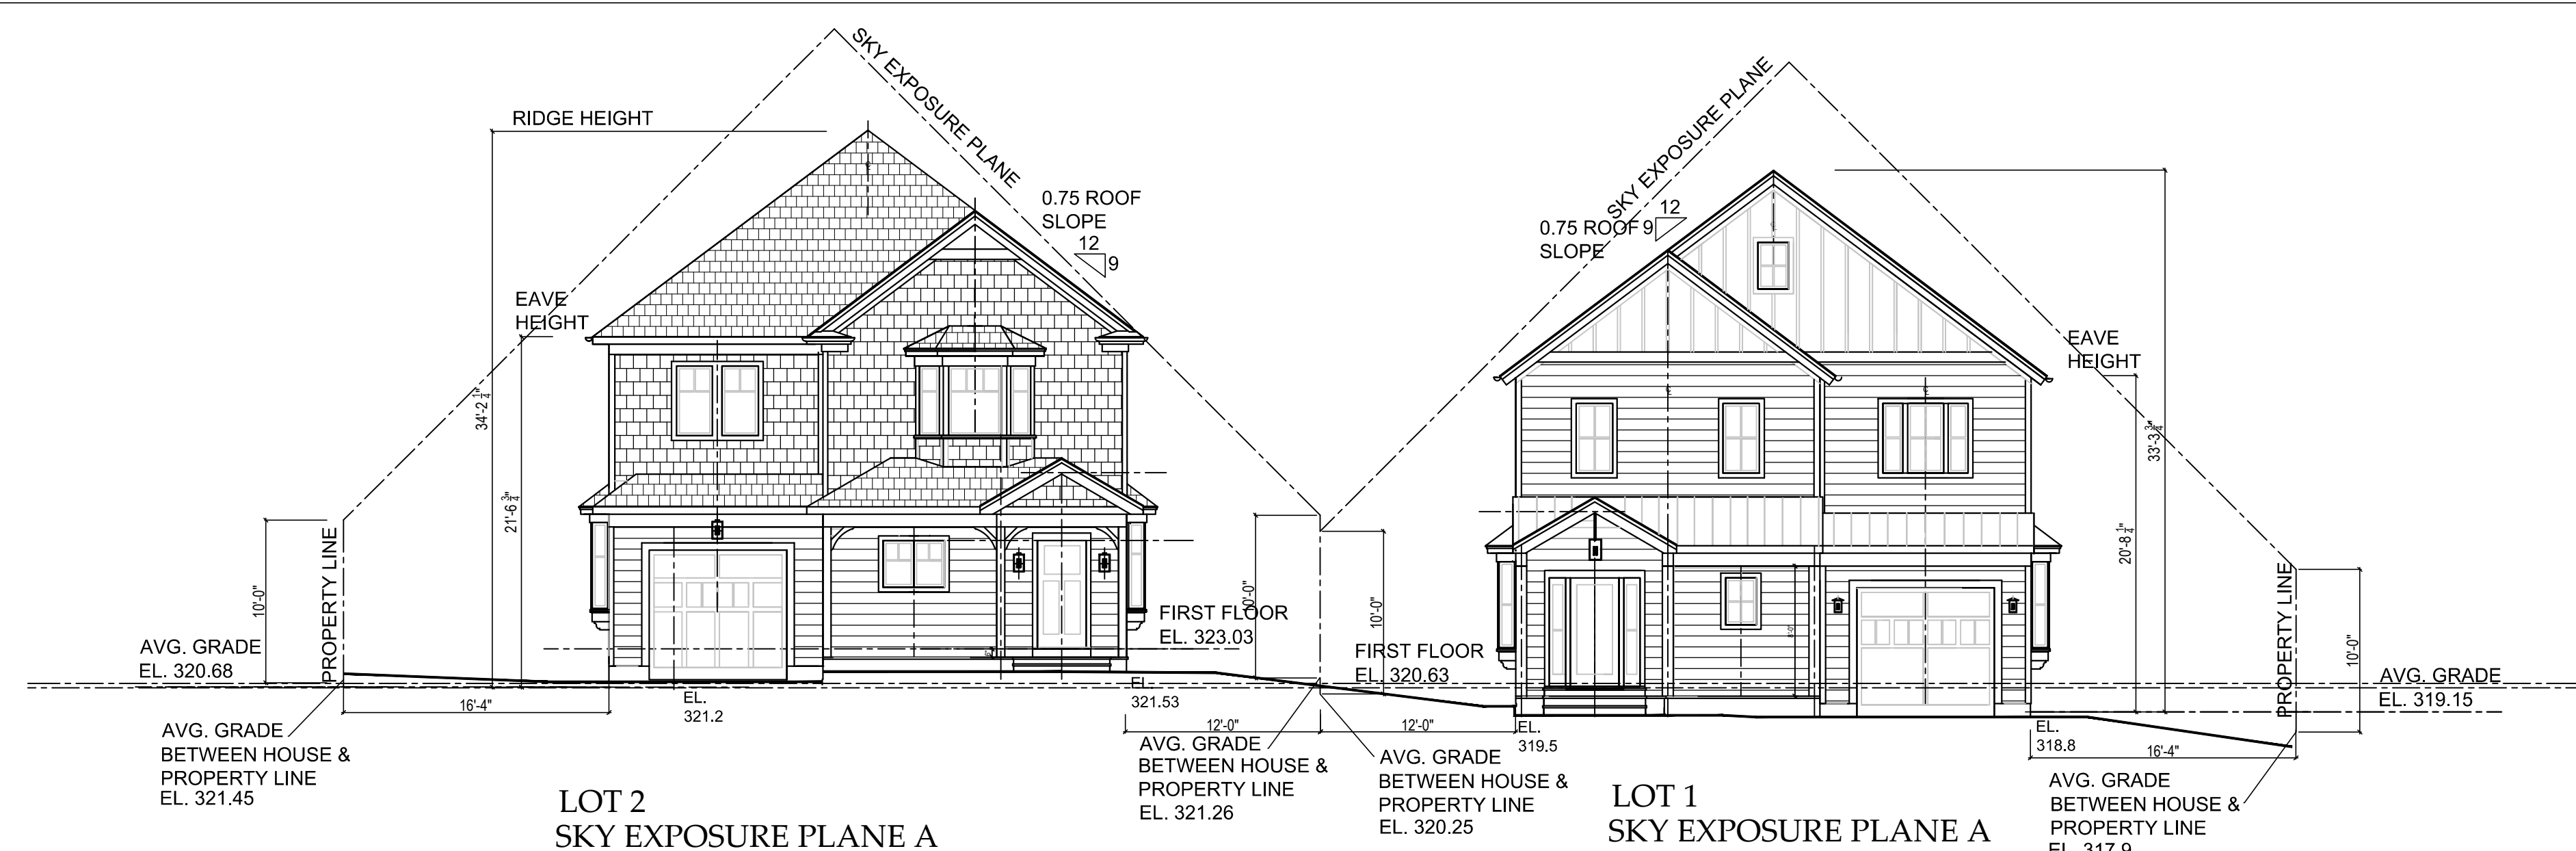 SKY EXPOSURE PLANE
RIDGE HEIGHT
0.75 ROOF
SLOPE
12
9
EAVE
HEIGHT
34'-2 1/4"
21'-6 3/4"
10'-0"
PROPERTY LINE
AVG. GRADE
EL. 320.68
16'-4"
AVG. GRADE
BETWEEN HOUSE &
PROPERTY LINE
EL. 321.45
EL.
321.2
EL.
321.53
FIRST FLOOR
EL. 323.03
10'-0"
12'-0"
AVG. GRADE
BETWEEN HOUSE &
PROPERTY LINE
EL. 321.26
LOT 2
SKY EXPOSURE PLANE A
SKY EXPOSURE PLANE
0.75 ROOF
SLOPE
12
9
EAVE
HEIGHT
33'-3 3/4"
20'-8 1/4"
10'-0"
FIRST FLOOR
EL. 320.63
12'-0"
EL.
319.5
AVG. GRADE
BETWEEN HOUSE &
PROPERTY LINE
EL. 320.25
EL.
318.8
16'-4"
PROPERTY LINE
10'-0"
AVG. GRADE
EL. 319.15
AVG. GRADE
BETWEEN HOUSE &
PROPERTY LINE
EL. 317.9
LOT 1
SKY EXPOSURE PLANE A